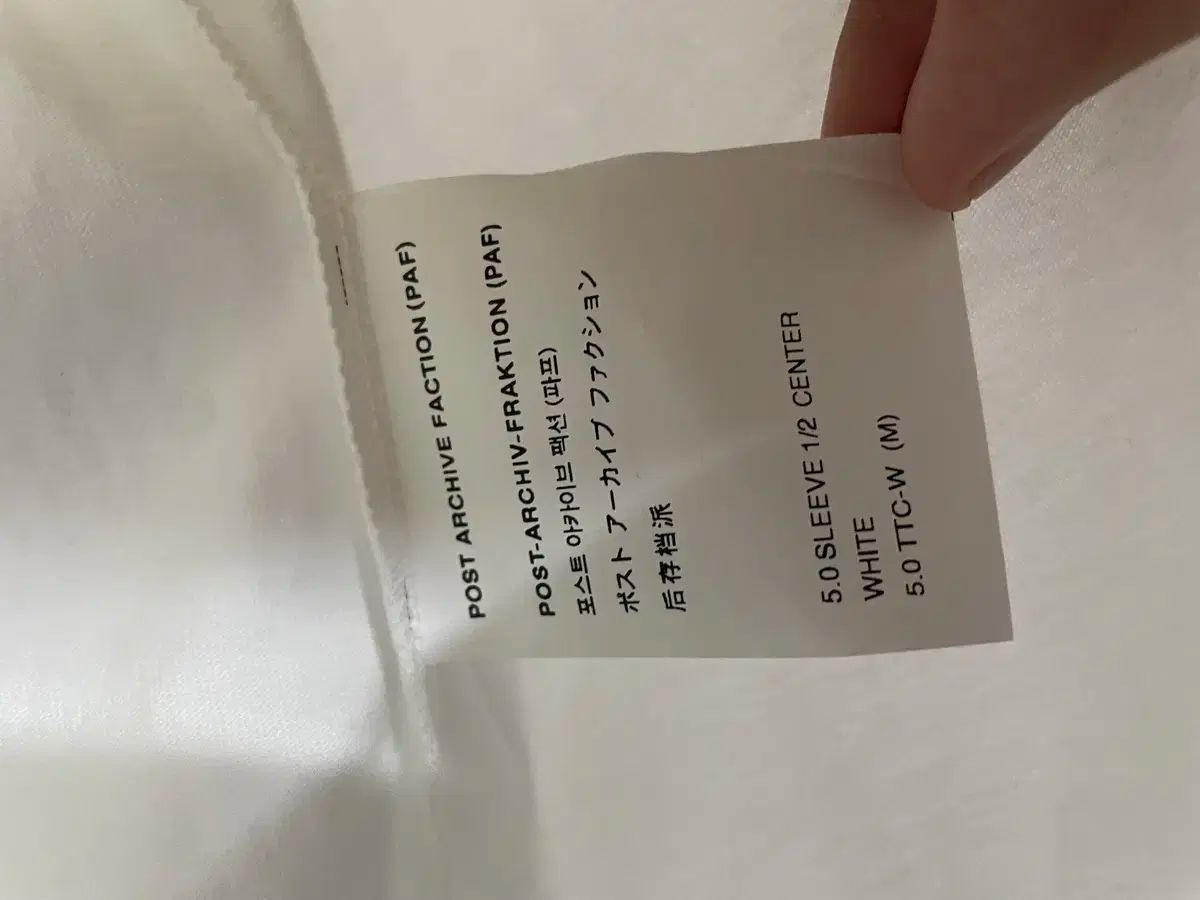 POST ARCHIVE FACTION (PAF)
POST-ARCHIV-FRAKTION (PAF)
포스트 아카이브 팩션 (파프)
ポスト アーカイブ ファクション
后存档派
5.0 SLEEVE 1/2 CENTER
WHITE
5.0 TTC-W (M)